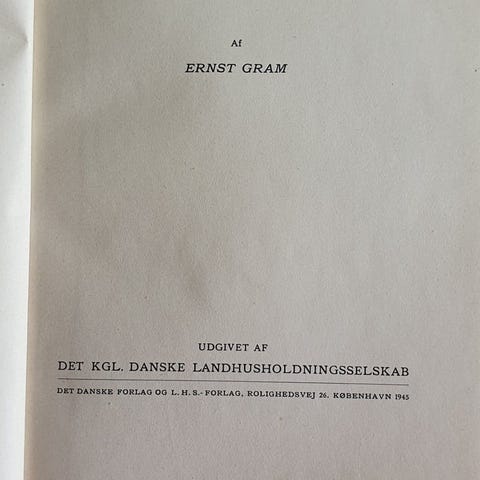 Af
ERNST GRAM
UDGIVET AF
DET KGL. DANSKE LANDHUSHOLDNINGSSELSKAB
DET DANSKE FORLAG OG L. H. S.-FORLAG, ROLIGHEDSVEJ 26. KØBENHAVN 1945